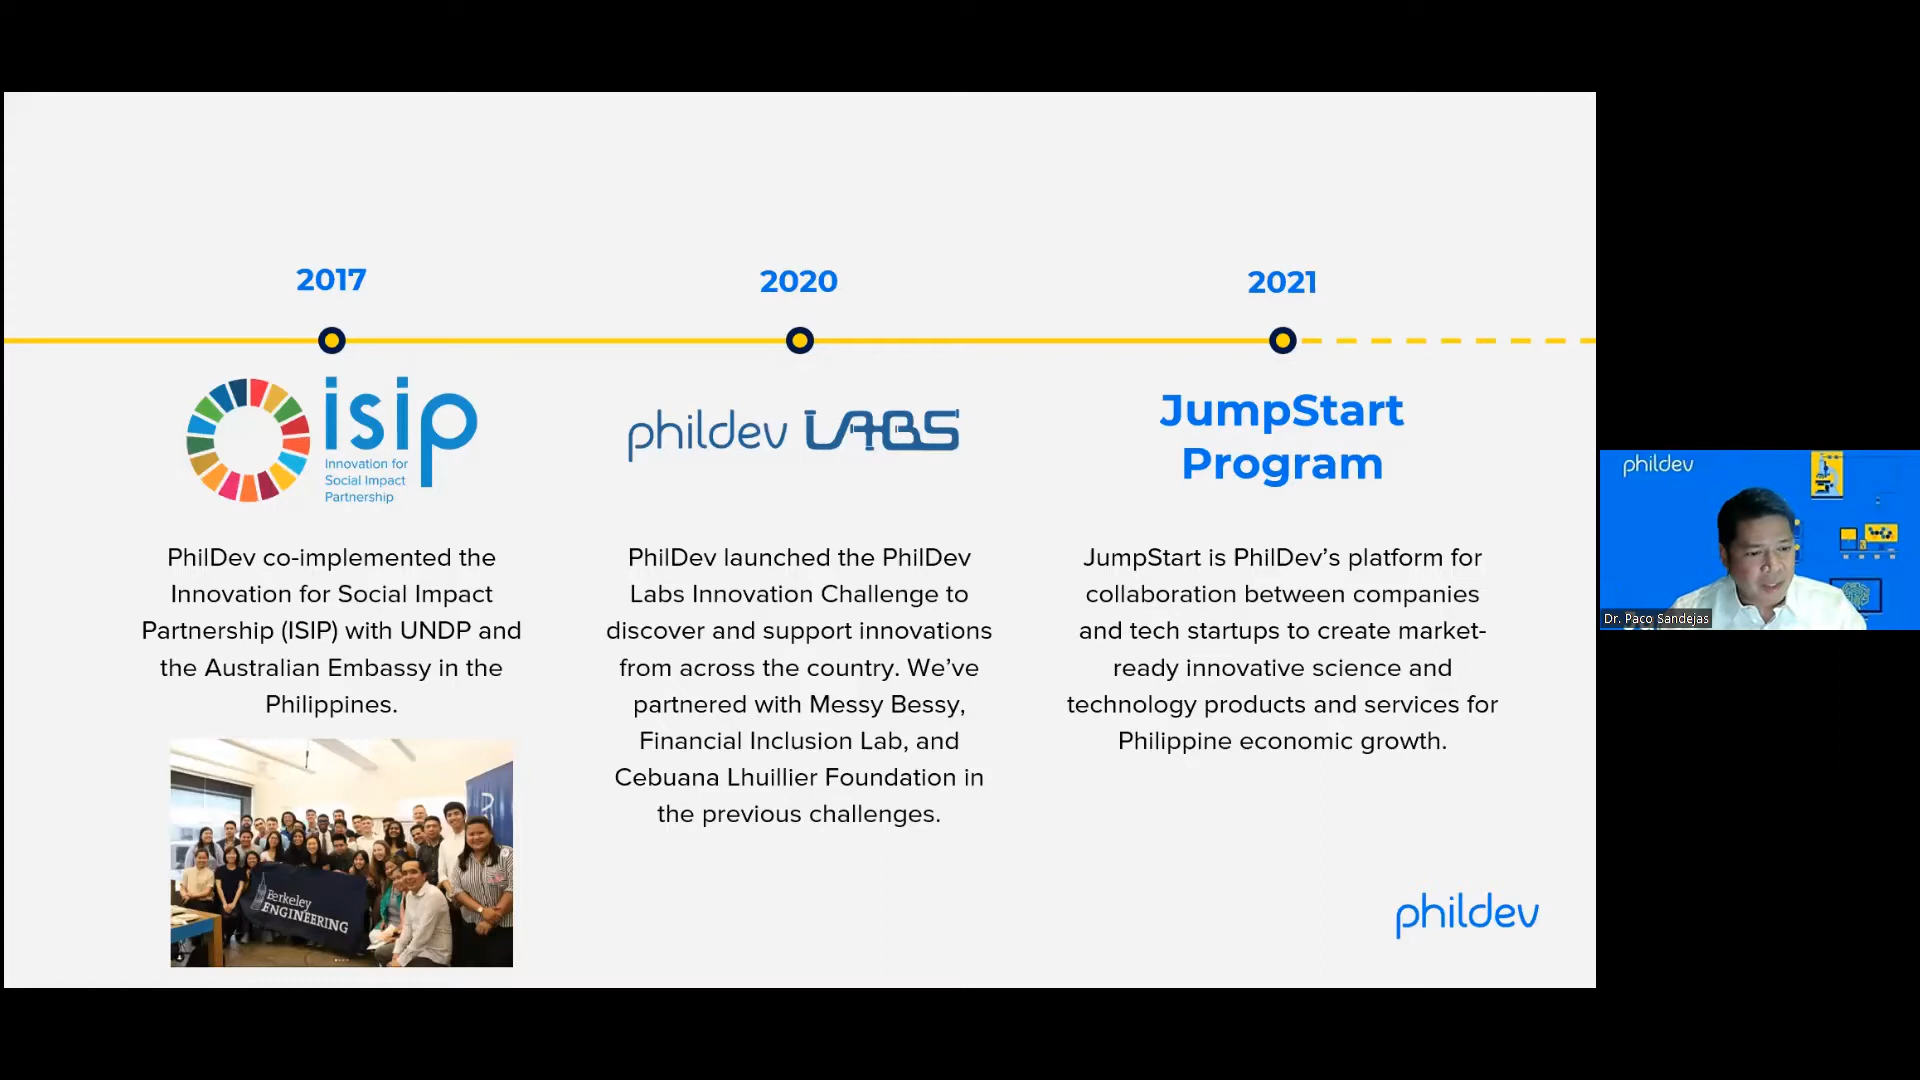 2017
isip
Innovation for
Social Impact
Partnership
PhilDev co-implemented the
Innovation for Social Impact
Partnership (ISIP) with UNDP and
the Australian Embassy in the
Philippines.
Berkeley
ENGINEERING
2020
phildev LABS
PhilDev launched the PhilDev
Labs Innovation Challenge to
discover and support innovations
from across the country. We’ve
partnered with Messy Bessy,
Financial Inclusion Lab, and
Cebuana Lhuillier Foundation in
the previous challenges.
2021
JumpStart
Program
JumpStart is PhilDev’s platform for
collaboration between companies
and tech startups to create market-
ready innovative science and
technology products and services for
Philippine economic growth.
phildev
phildev
Dr. Paco Sandejas